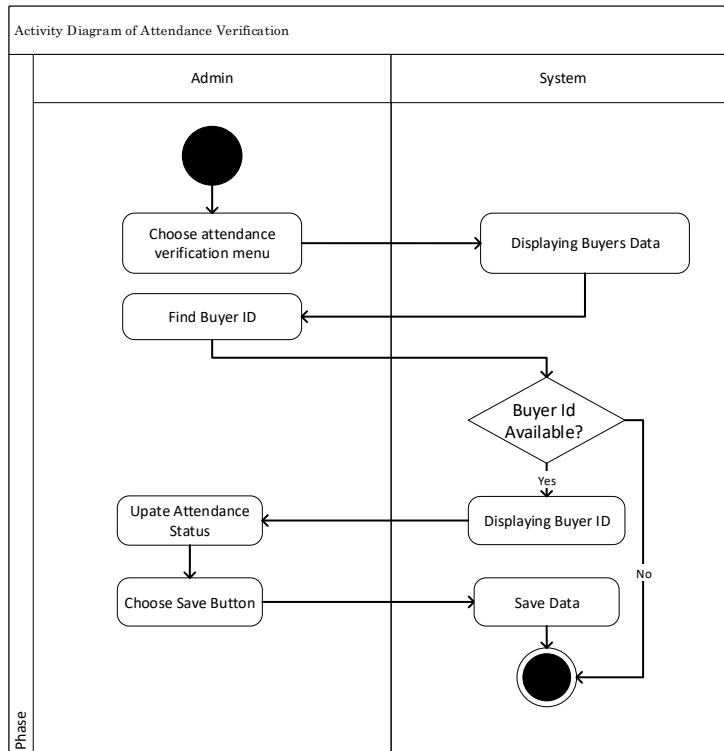 Activity Diagram of Attendance Verification
Admin
System
Choose attendance
verification menu
Displaying Buyers Data
Find Buyer ID
Buyer Id
Available?
Yes
Upate Attendance
Status
Displaying Buyer ID
No
Choose Save Button
Save Data
Phase